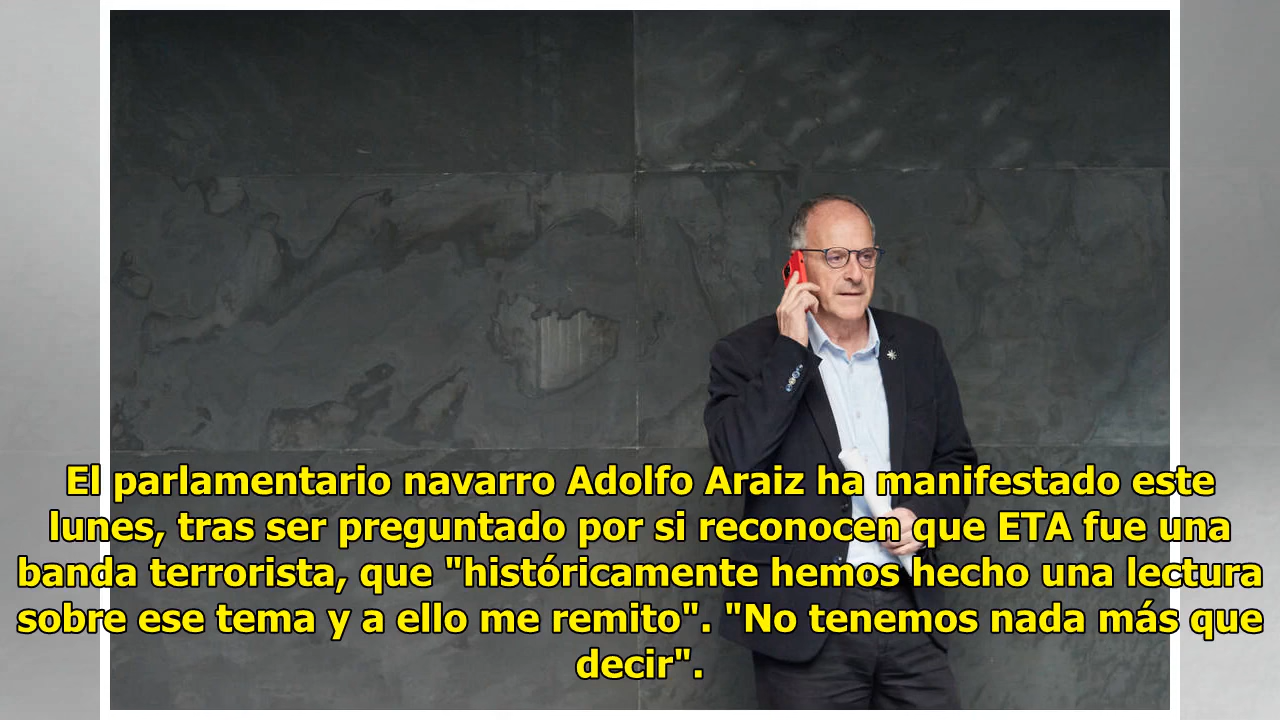 El parlamentario navarro Adolfo Araiz ha manifestado este
lunes, tras ser preguntado por si reconocen que ETA fue una
banda terrorista, que "históricamente hemos hecho una lectura
sobre ese tema y a ello me remito". "No tenemos nada más que
decir".